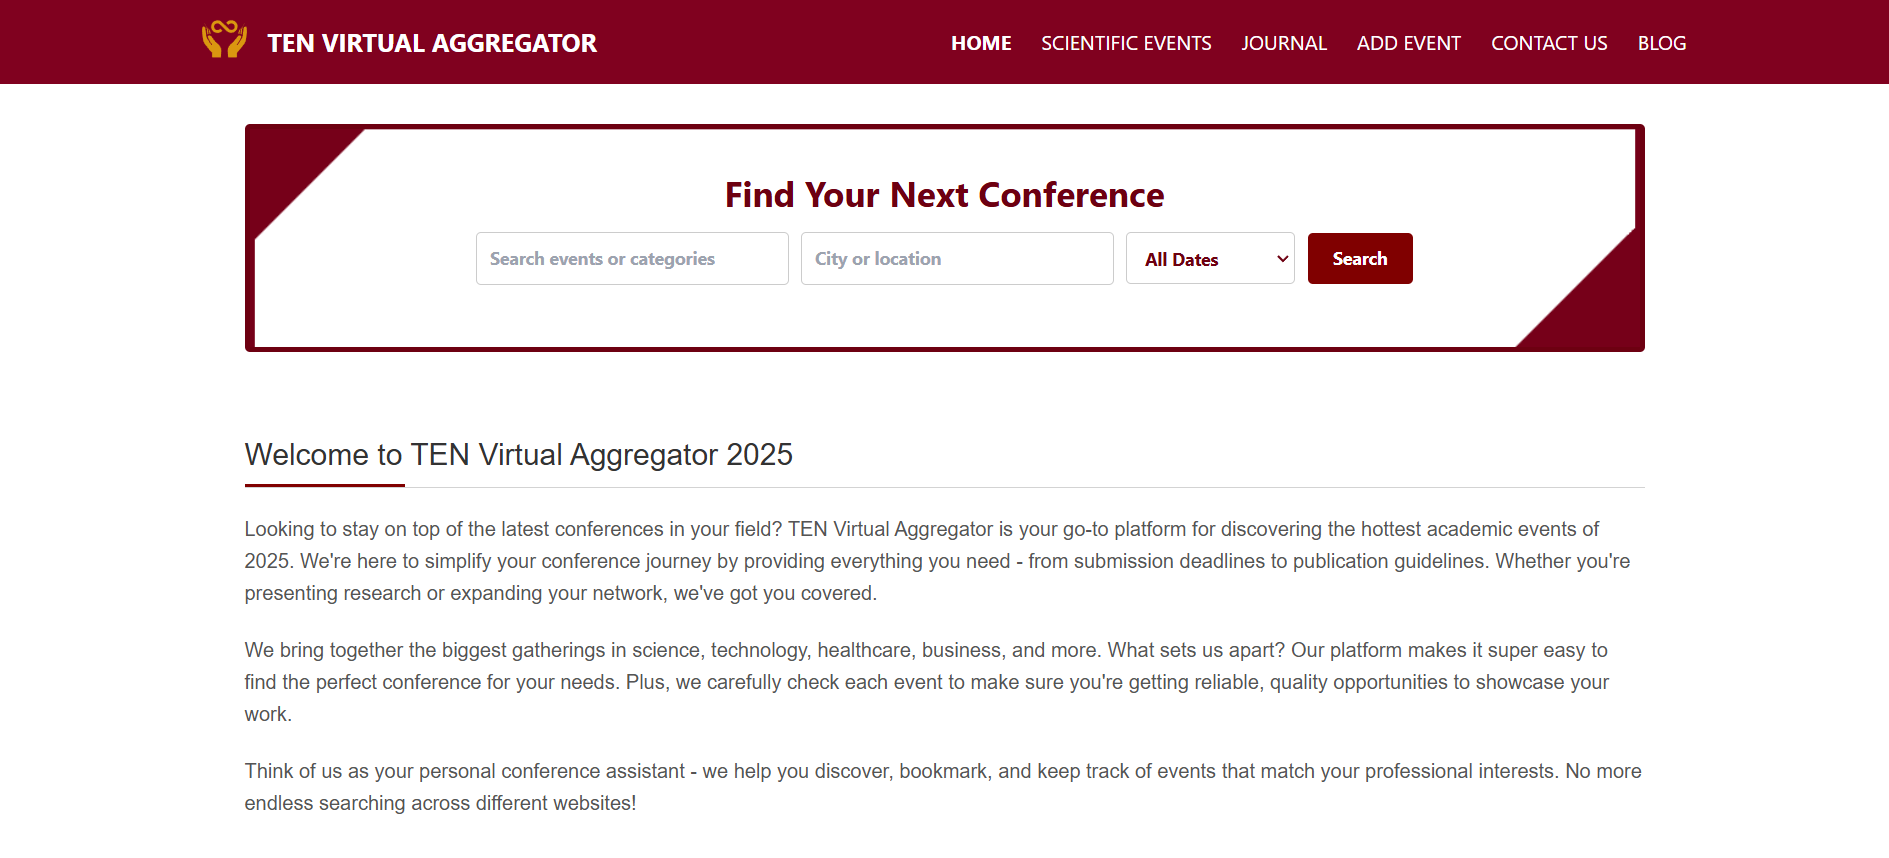 TEN VIRTUAL AGGREGATOR
HOME SCIENTIFIC EVENTS JOURNAL ADD EVENT CONTACT US BLOG
Find Your Next Conference
Search events or categories City or location All Dates Search
Welcome to TEN Virtual Aggregator 2025
Looking to stay on top of the latest conferences in your field? TEN Virtual Aggregator is your go-to platform for discovering the hottest academic events of
2025. We're here to simplify your conference journey by providing everything you need - from submission deadlines to publication guidelines. Whether you're
presenting research or expanding your network, we've got you covered.
We bring together the biggest gatherings in science, technology, healthcare, business, and more. What sets us apart? Our platform makes it super easy to
find the perfect conference for your needs. Plus, we carefully check each event to make sure you're getting reliable, quality opportunities to showcase your
work.
Think of us as your personal conference assistant - we help you discover, bookmark, and keep track of events that match your professional interests. No more
endless searching across different websites!